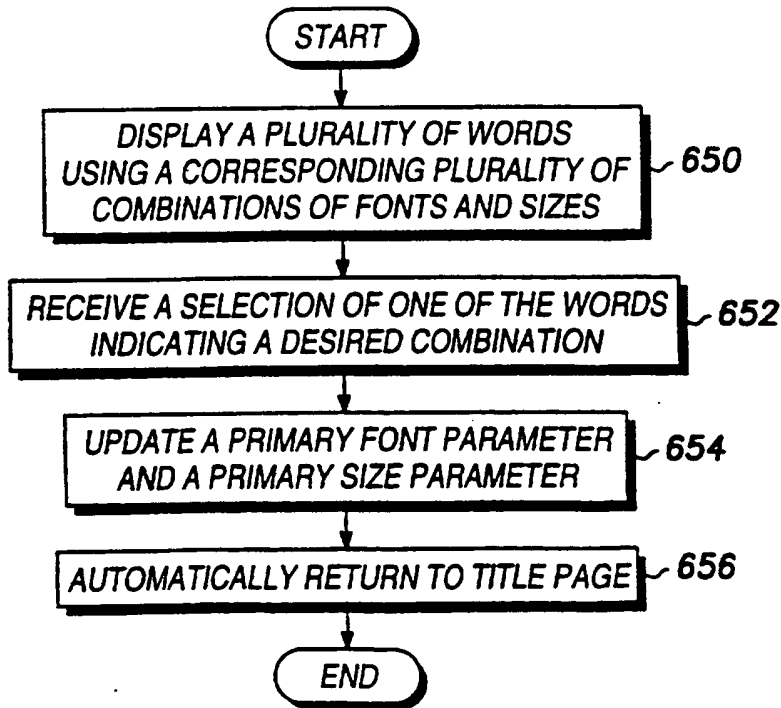 START
DISPLAY A PLURALITY OF WORDS
USING A CORRESPONDING PLURALITY OF
COMBINATIONS OF FONTS AND SIZES
650
RECEIVE A SELECTION OF ONE OF THE WORDS
INDICATING A DESIRED COMBINATION
652
UPDATE A PRIMARY FONT PARAMETER
AND A PRIMARY SIZE PARAMETER
654
AUTOMATICALLY RETURN TO TITLE PAGE
656
END